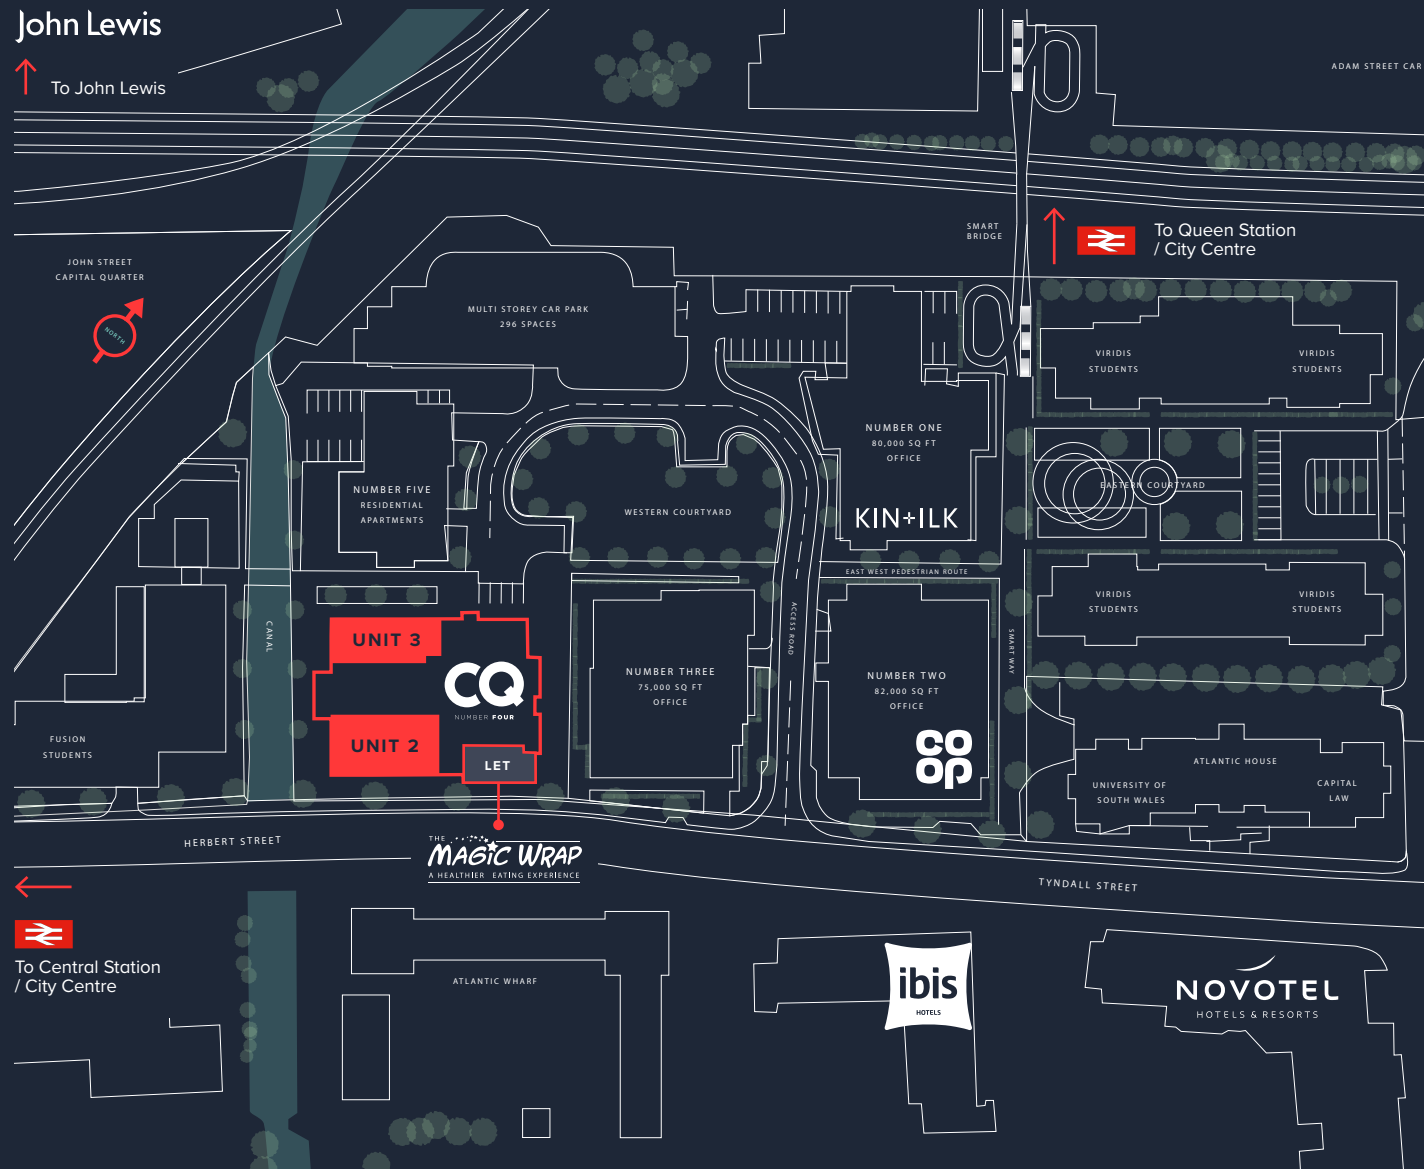 John Lewis
To John Lewis
ADAM STREET CAR
SMART
BRIDGE
To Queen Station
/ City Centre
JOHN STREET
CAPITAL QUARTER
NORTH
MULTI STOREY CAR PARK
296 SPACES
VIRIDIS
STUDENTS
VIRIDIS
STUDENTS
NUMBER ONE
80,000 SQ FT
OFFICE
KIN+ILK
NUMBER FIVE
RESIDENTIAL
APARTMENTS
WESTERN COURTYARD
EASTERN COURTYARD
EAST WEST PEDESTRIAN ROUTE
VIRIDIS
STUDENTS
VIRIDIS
STUDENTS
CANAL
ACCESS ROAD
SMART WAY
UNIT 3
CQ
NUMBER FOUR
UNIT 2
LET
NUMBER THREE
75,000 SQ FT
OFFICE
NUMBER TWO
82,000 SQ FT
OFFICE
CO
OP
FUSION
STUDENTS
ATLANTIC HOUSE
UNIVERSITY OF
SOUTH WALES
CAPITAL
LAW
HERBERT STREET
THE
MAGIC WRAP
A HEALTHIER EATING EXPERIENCE
TYNDALL STREET
To Central Station
/ City Centre
ATLANTIC WHARF
ibis
HOTELS
NOVOTEL
HOTELS & RESORTS